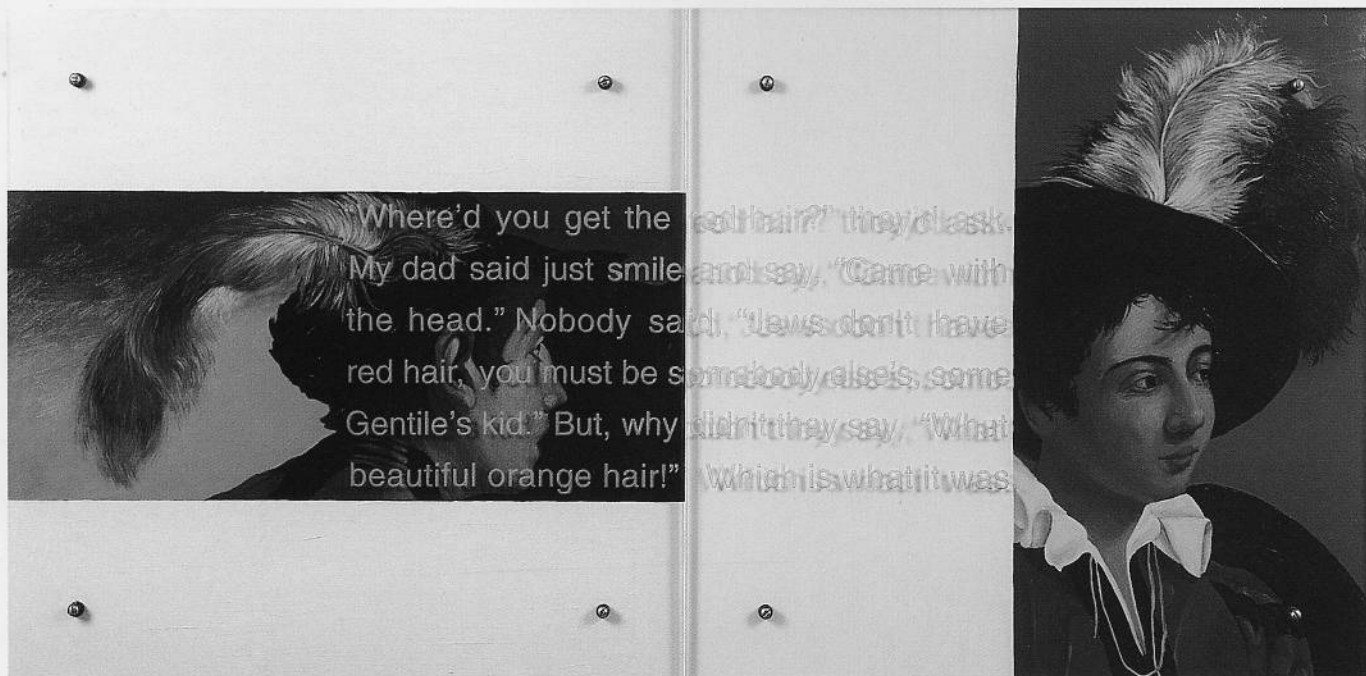 “Where’d you get the red hair?” they’d ask.
My dad said just smile and say, “Came with
the head.” Nobody said, “Jews don’t have
red hair, you must be somebody else’s, some
Gentile’s kid.” But, why didn’t they say, “What
beautiful orange hair!” Which is what it was.